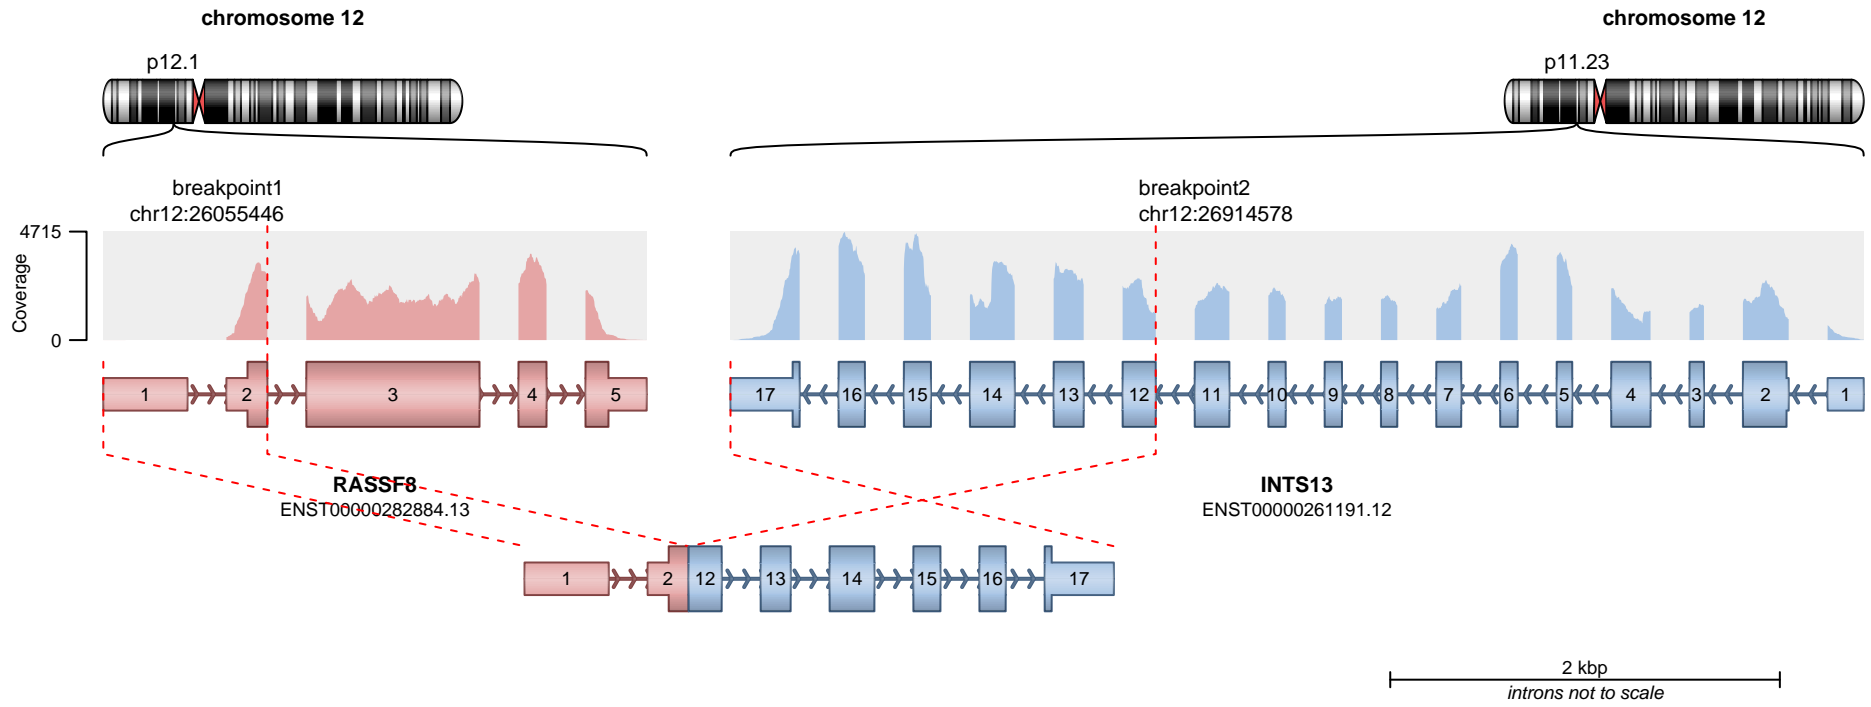 chromosome 12
chromosome 12
p12.1
p11.23
breakpoint1
chr12:26055446
breakpoint2
chr12:26914578
4715
Coverage
0
1 2 3 4 5
17 16 15 14 13 12 11 10 9 8 7 6 5 4 3 2 1
RASSF8
ENST00000282884.13
INTS13
ENST00000261191.12
1 2 12 13 14 15 16 17
2 kbp
introns not to scale